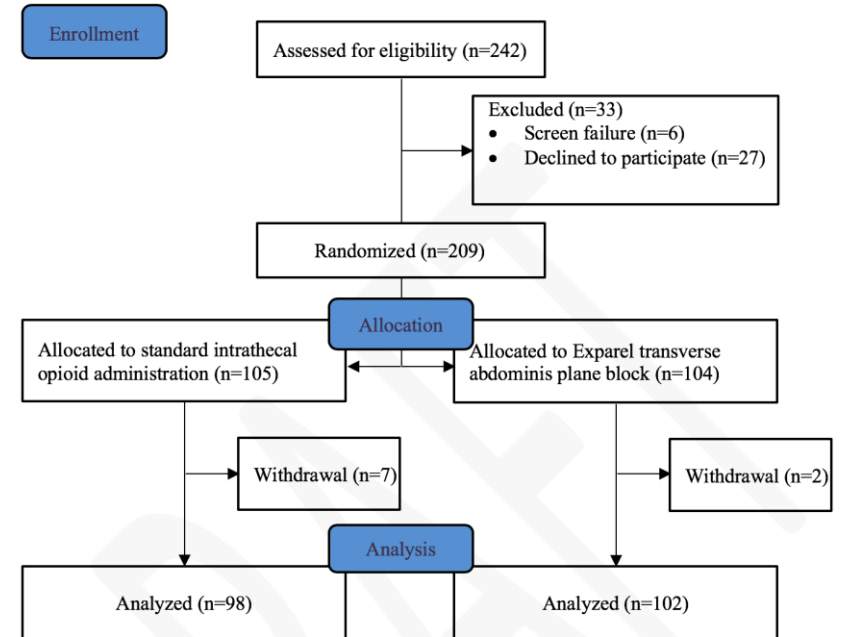 Enrollment
Assessed for eligibility (n=242)
Excluded (n=33)
• Screen failure (n=6)
• Declined to participate (n=27)
Randomized (n=209)
Allocation
Allocated to standard intrathecal
opioid administration (n=105)
Allocated to Exparel transverse
abdominis plane block (n=104)
Withdrawal (n=7)
Withdrawal (n=2)
Analysis
Analyzed (n=98)
Analyzed (n=102)
DRAFT